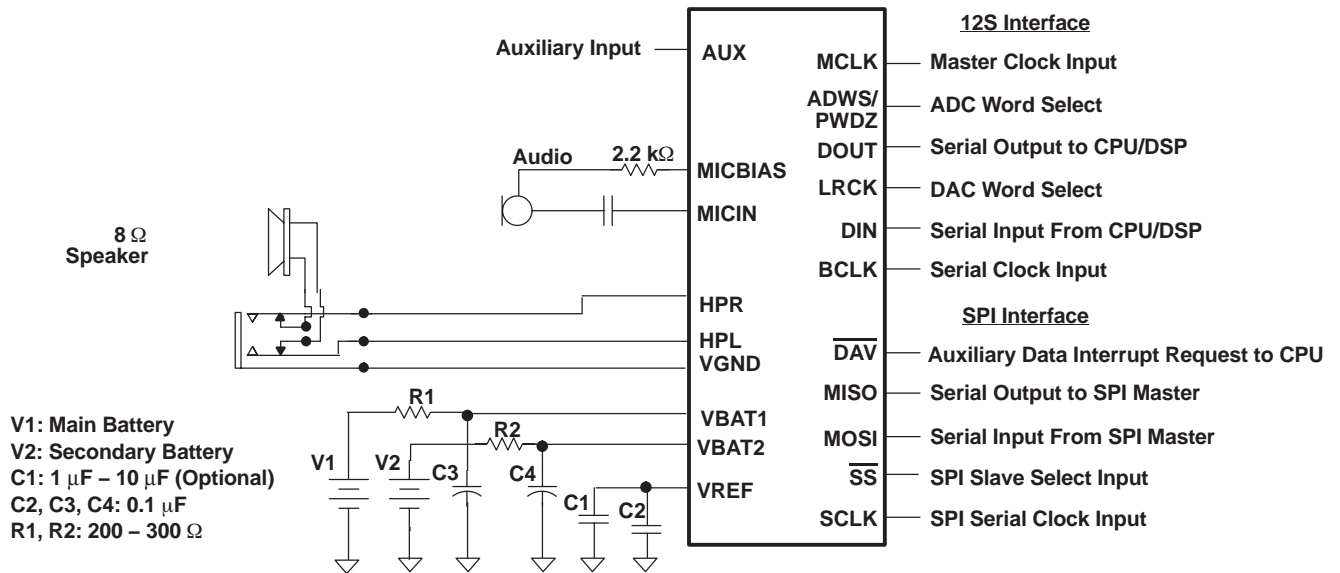 12S Interface
Auxiliary Input
AUX
MCLK
Master Clock Input
ADWS/
PWDZ
ADC Word Select
DOUT
Serial Output to CPU/DSP
Audio
2.2 kΩ
MICBIAS
LRCK
DAC Word Select
MICIN
DIN
Serial Input From CPU/DSP
8 Ω
Speaker
BCLK
Serial Clock Input
HPR
SPI Interface
HPL
VGND
DAV
Auxiliary Data Interrupt Request to CPU
MISO
Serial Output to SPI Master
R1
VBAT1
R2
VBAT2
MOSI
Serial Input From SPI Master
V1: Main Battery
V2: Secondary Battery
C1: 1 μF – 10 μF (Optional)
C2, C3, C4: 0.1 μF
R1, R2: 200 – 300 Ω
V1
V2
C3
C4
C1
C2
VREF
SS
SPI Slave Select Input
SCLK
SPI Serial Clock Input